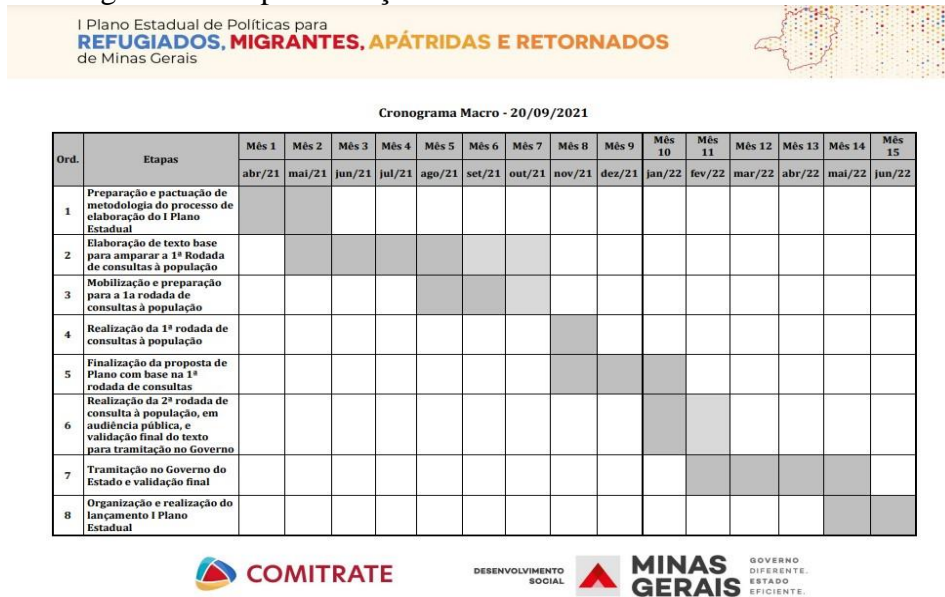 I Plano Estadual de Políticas para
REFUGIADOS, MIGRANTES, APÁTRIDAS E RETORNADOS
de Minas Gerais
Cronograma Macro - 20/09/2021
Ord.
Etapas
Mês 1 Mês 2 Mês 3 Mês 4 Mês 5 Mês 6 Mês 7 Mês 8 Mês 9 Mês 10 Mês 11 Mês 12 Mês 13 Mês 14 Mês 15
abr/21 mai/21 jun/21 jul/21 ago/21 set/21 out/21 nov/21 dez/21 jan/22 fev/22 mar/22 abr/22 mai/22 jun/22
1
Preparação e pactuação de
metodologia do processo de
elaboração do I Plano
Estadual
2
Elaboração de texto base
para amparar a 1ª Rodada
de consultas à população
3
Mobilização e preparação
para a 1a rodada de
consultas à população
4
Realização da 1ª rodada de
consultas à população
5
Finalização da proposta de
Plano com base na 1ª
rodada de consultas
6
Realização da 2ª rodada de
consulta à população, em
audiência pública, e
validação final do texto
para tramitação no Governo
7
Tramitação no Governo do
Estado e validação final
8
Organização e realização do
lançamento I Plano
Estadual
COMITRATE
DESENVOLVIMENTO
SOCIAL
MINAS
GERAIS
GOVERNO
DIFERENTE.
ESTADO
EFICIENTE.